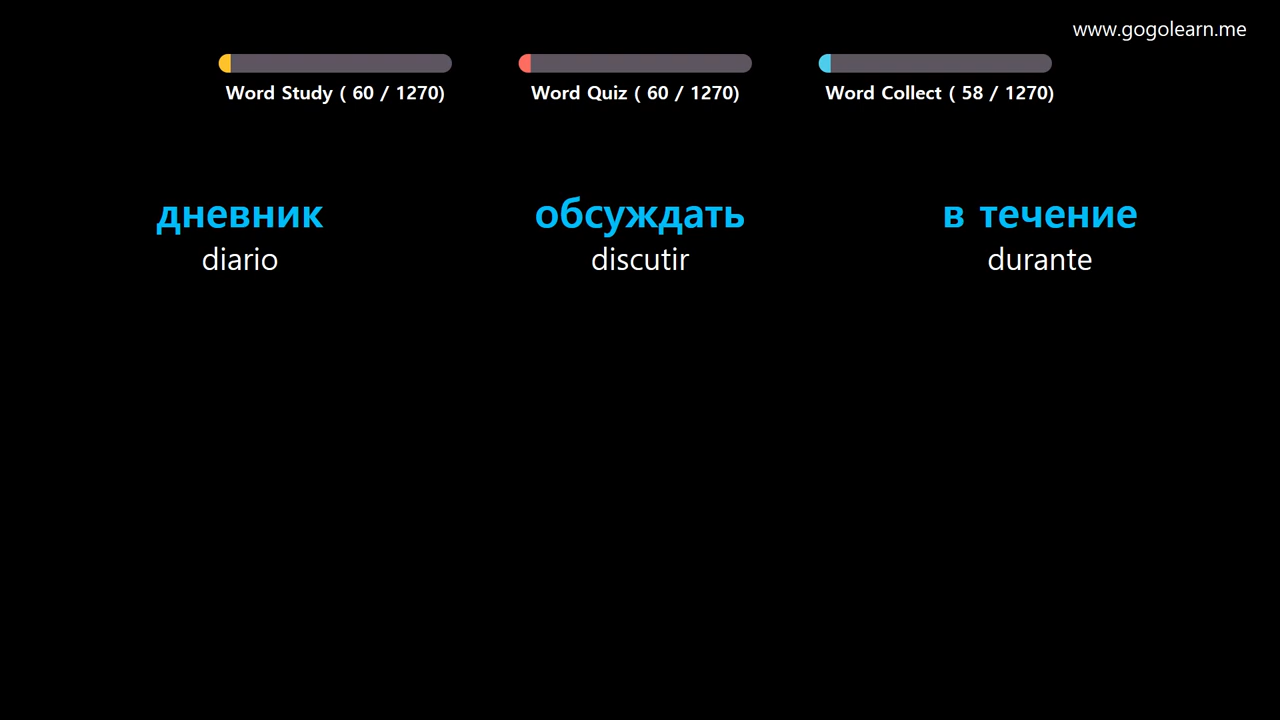 www.gogolearn.me
Word Study ( 60 / 1270)
Word Quiz ( 60 / 1270)
Word Collect ( 58 / 1270)
дневник
diario
обсуждать
discutir
в течение
durante